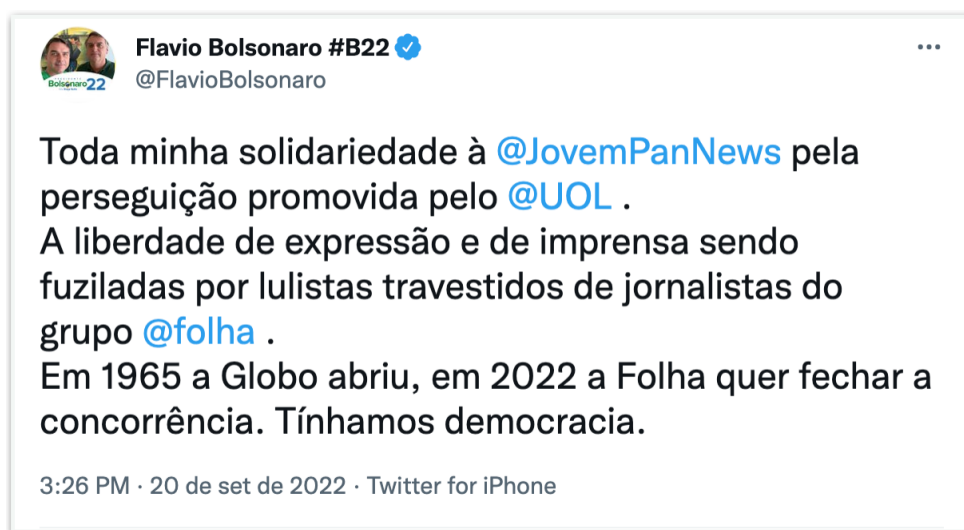 Flavio Bolsonaro #B22
@FlavioBolsonaro
Bolsonaro22
Toda minha solidariedade à @JovemPanNews pela
perseguição promovida pelo @UOL .
A liberdade de expressão e de imprensa sendo
fuziladas por lulistas travestidos de jornalistas do
grupo @folha .
Em 1965 a Globo abriu, em 2022 a Folha quer fechar a
concorrência. Tínhamos democracia.
3:26 PM · 20 de set de 2022 · Twitter for iPhone